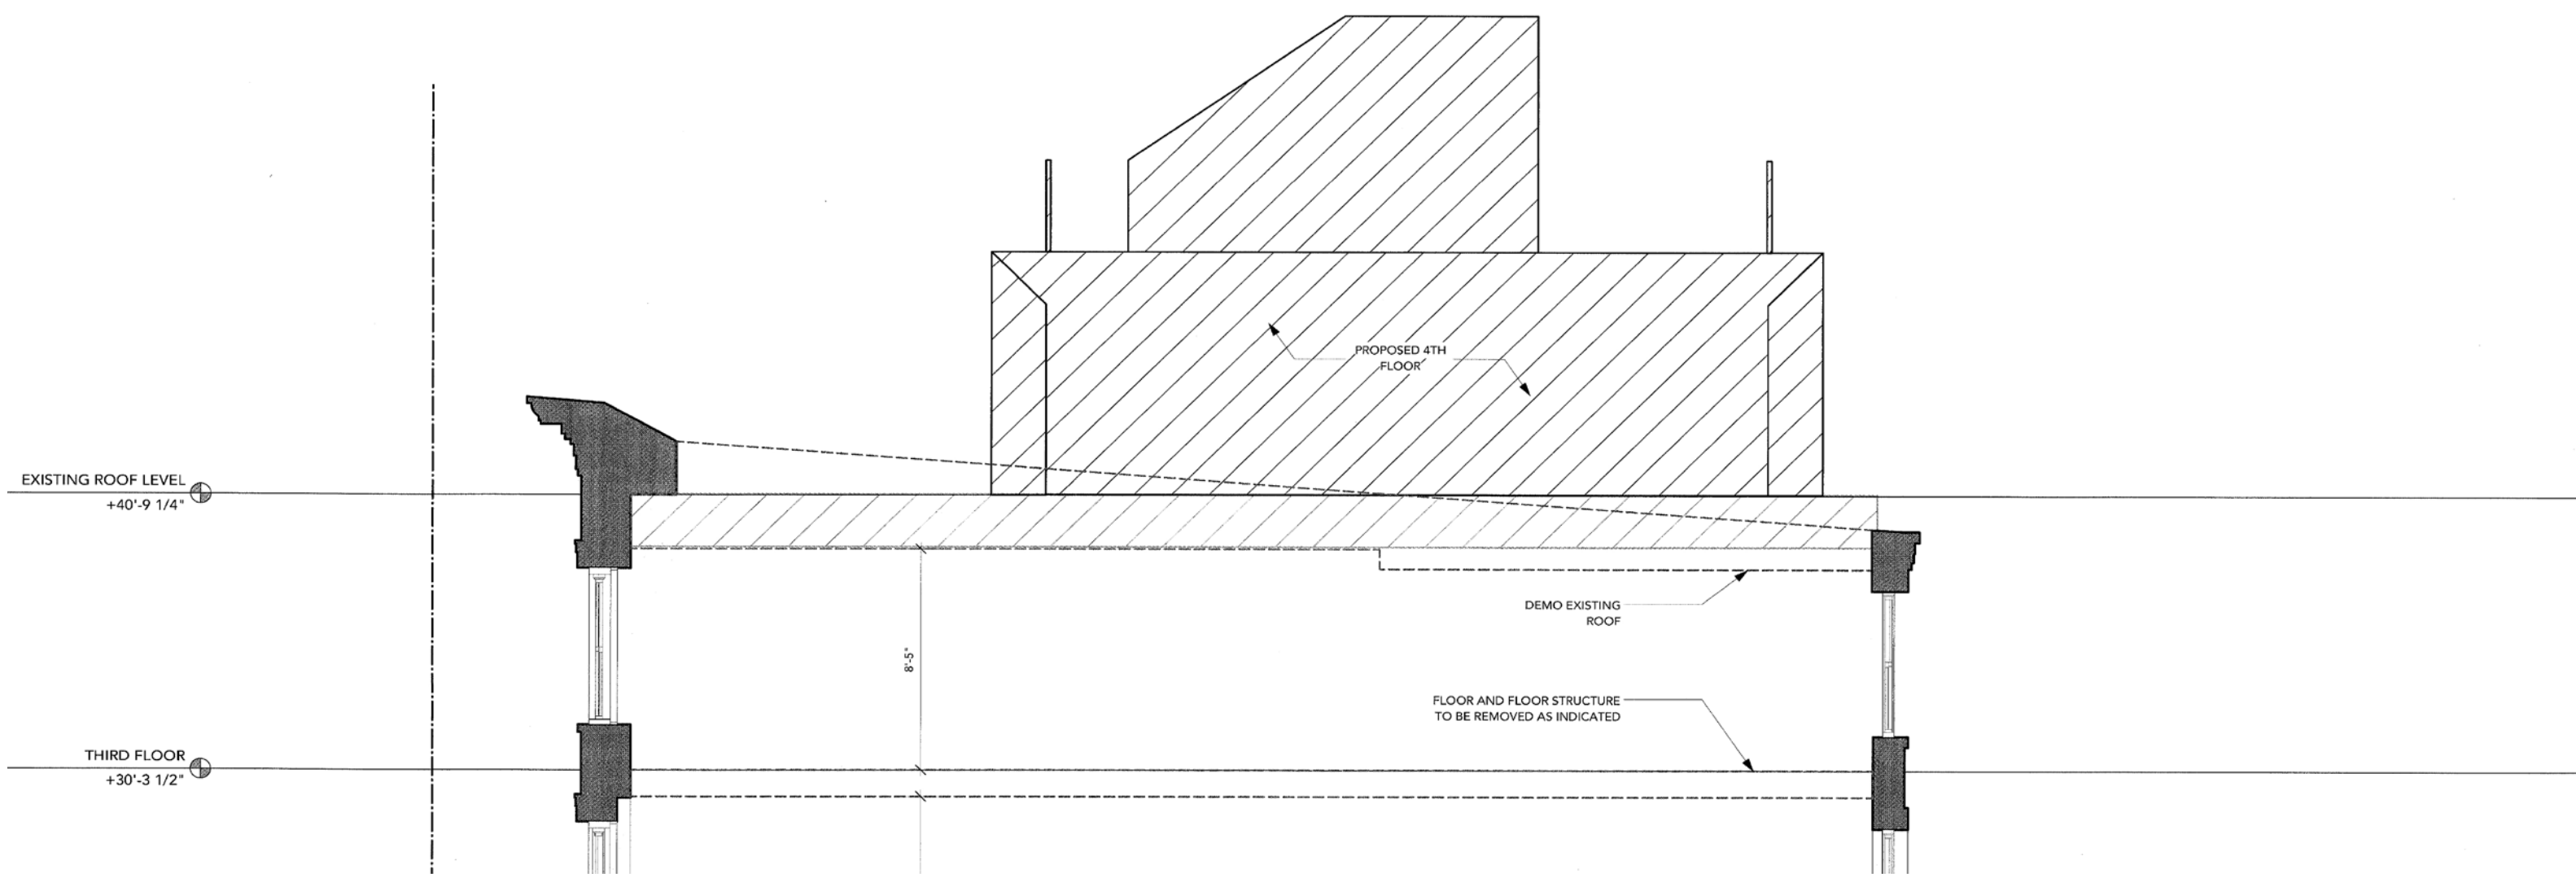 PROPOSED 4TH
FLOOR
EXISTING ROOF LEVEL
+40'-9 1/4"
DEMO EXISTING
ROOF
8'-5"
FLOOR AND FLOOR STRUCTURE
TO BE REMOVED AS INDICATED
THIRD FLOOR
+30'-3 1/2"